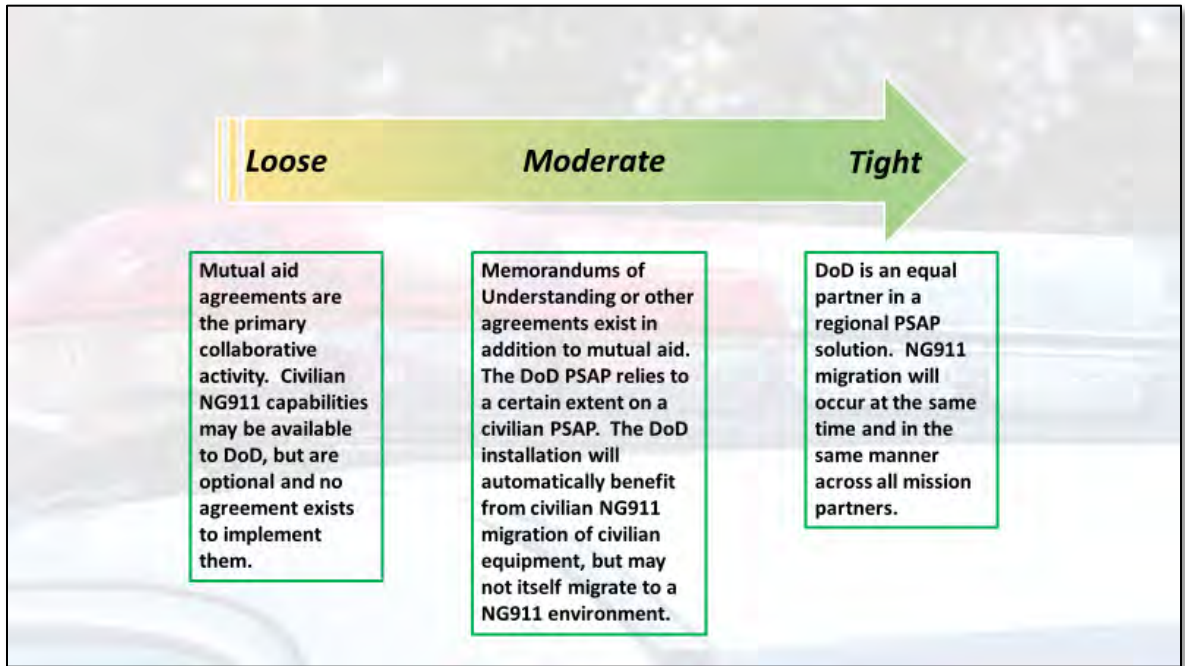 Loose
Moderate
Tight
Mutual aid
agreements are
the primary
collaborative
activity.  Civilian
NG911 capabilities
may be available
to DoD, but are
optional and no
agreement exists
to implement
them.
Memorandums of
Understanding or other
agreements exist in
addition to mutual aid.
The DoD PSAP relies to
a certain extent on a
civilian PSAP.  The DoD
installation will
automatically benefit
from civilian NG911
migration of civilian
equipment, but may
not itself migrate to a
NG911 environment.
DoD is an equal
partner in a
regional PSAP
solution.  NG911
migration will
occur at the same
time and in the
same manner
across all mission
partners.